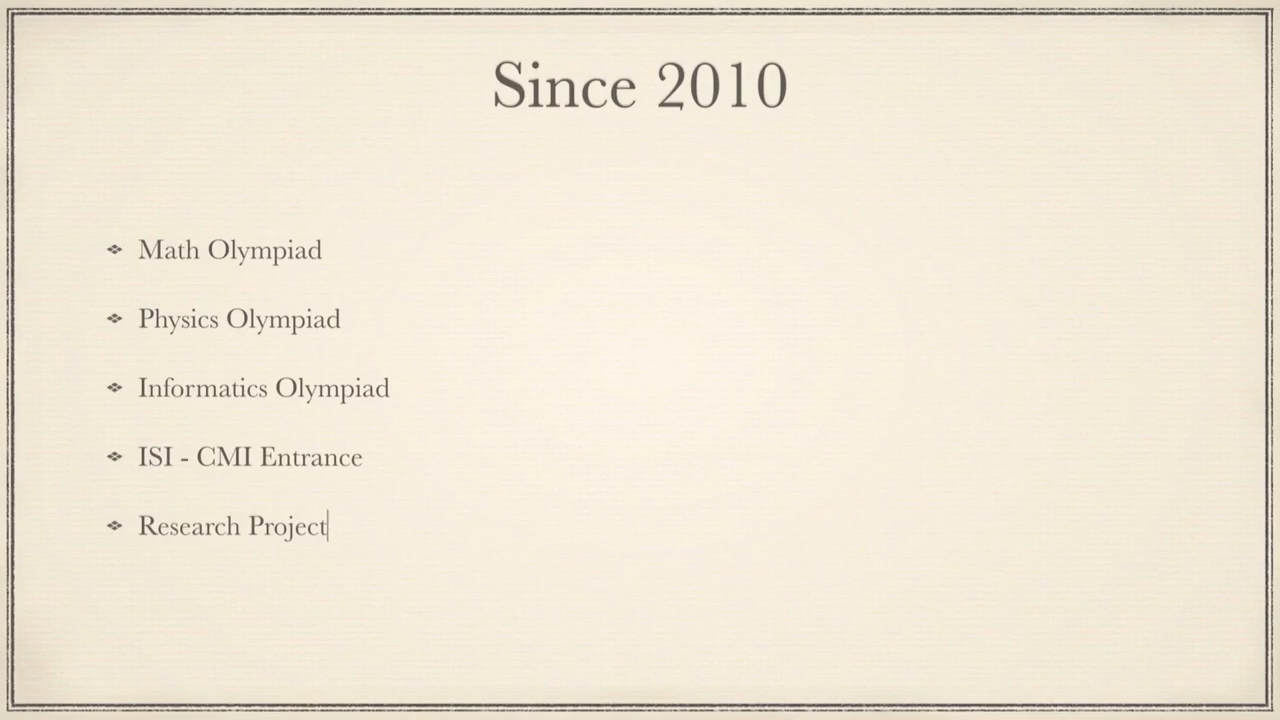 Since 2010
Math Olympiad
Physics Olympiad
Informatics Olympiad
ISI - CMI Entrance
Research Project